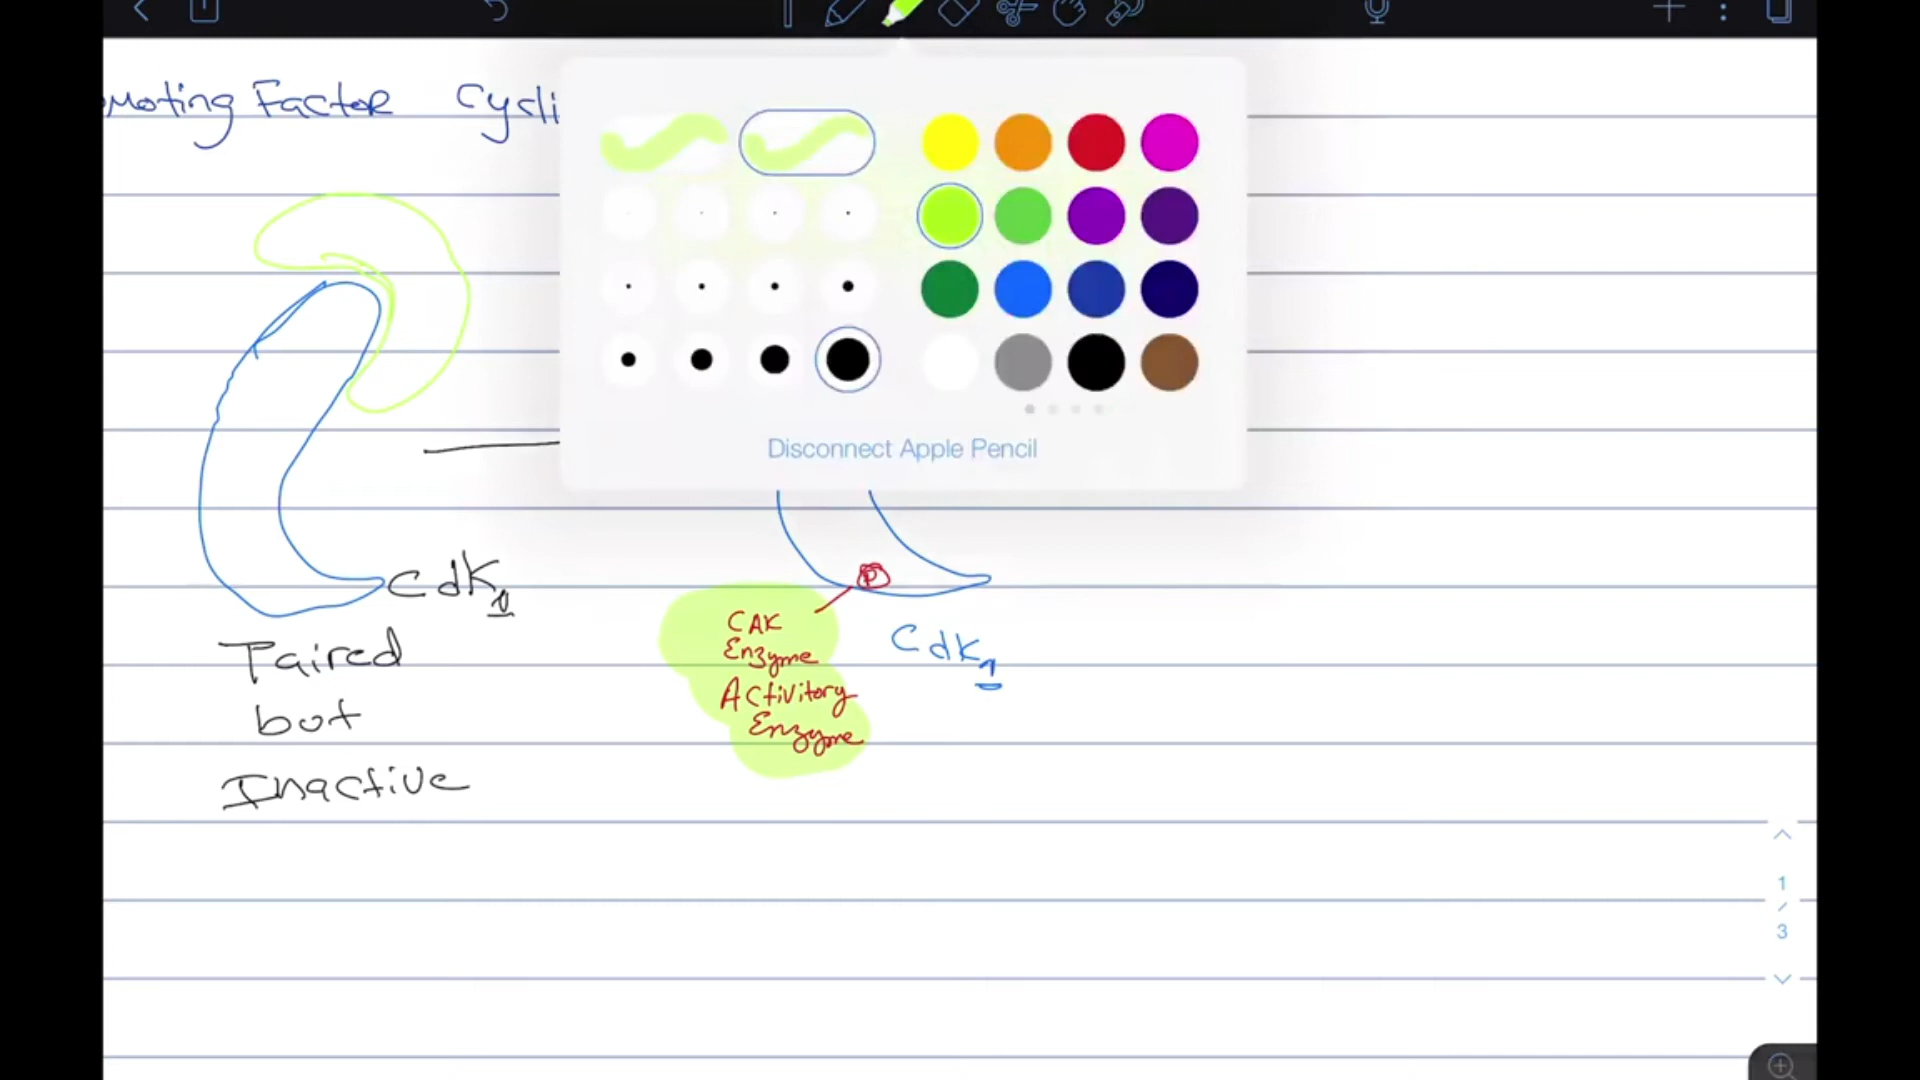 moting Factor Cycli
Disconnect Apple Pencil
P
CdK1
CAK
Enzyme
Cdk1
Paired
Activitory
but
Enzyme
Inactive
1
/
3